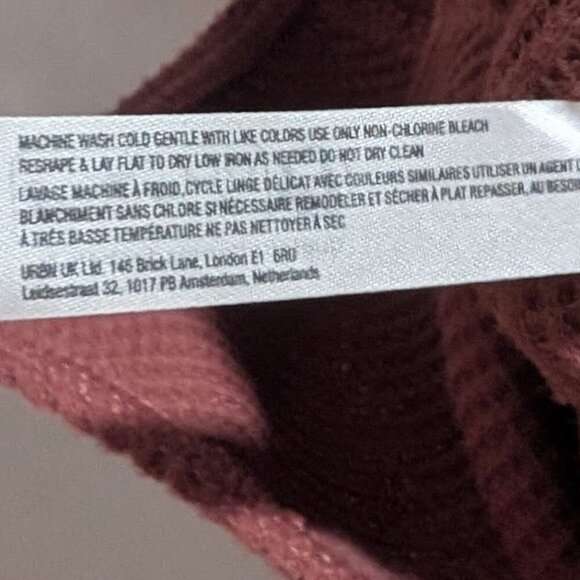 MACHINE WASH COLD GENTLE WITH LIKE COLORS USE ONLY NON-CHLORINE BLEACH
RESHAPE & LAY FLAT TO DRY LOW IRON AS NEEDED DO NOT DRY CLEAN
LAVAGE MACHINE À FROID,CYCLE LINGE DÉLICAT AVEC COULEURS SIMILAIRES UTILISER UN AGENT
BLANCHIMENT SANS CHLORE SI NÉCESSAIRE REMODELER ET SÉCHER À PLAT REPASSER, AU BESOIN
À TRÉS BASSE TEMPÉRATURE NE PAS NETTOYER À SEC
URBN UK Ltd. 146 Brick Lane, London E1 6RU
Leidsestraat 32, 1017 PB Amsterdam, Netherlands